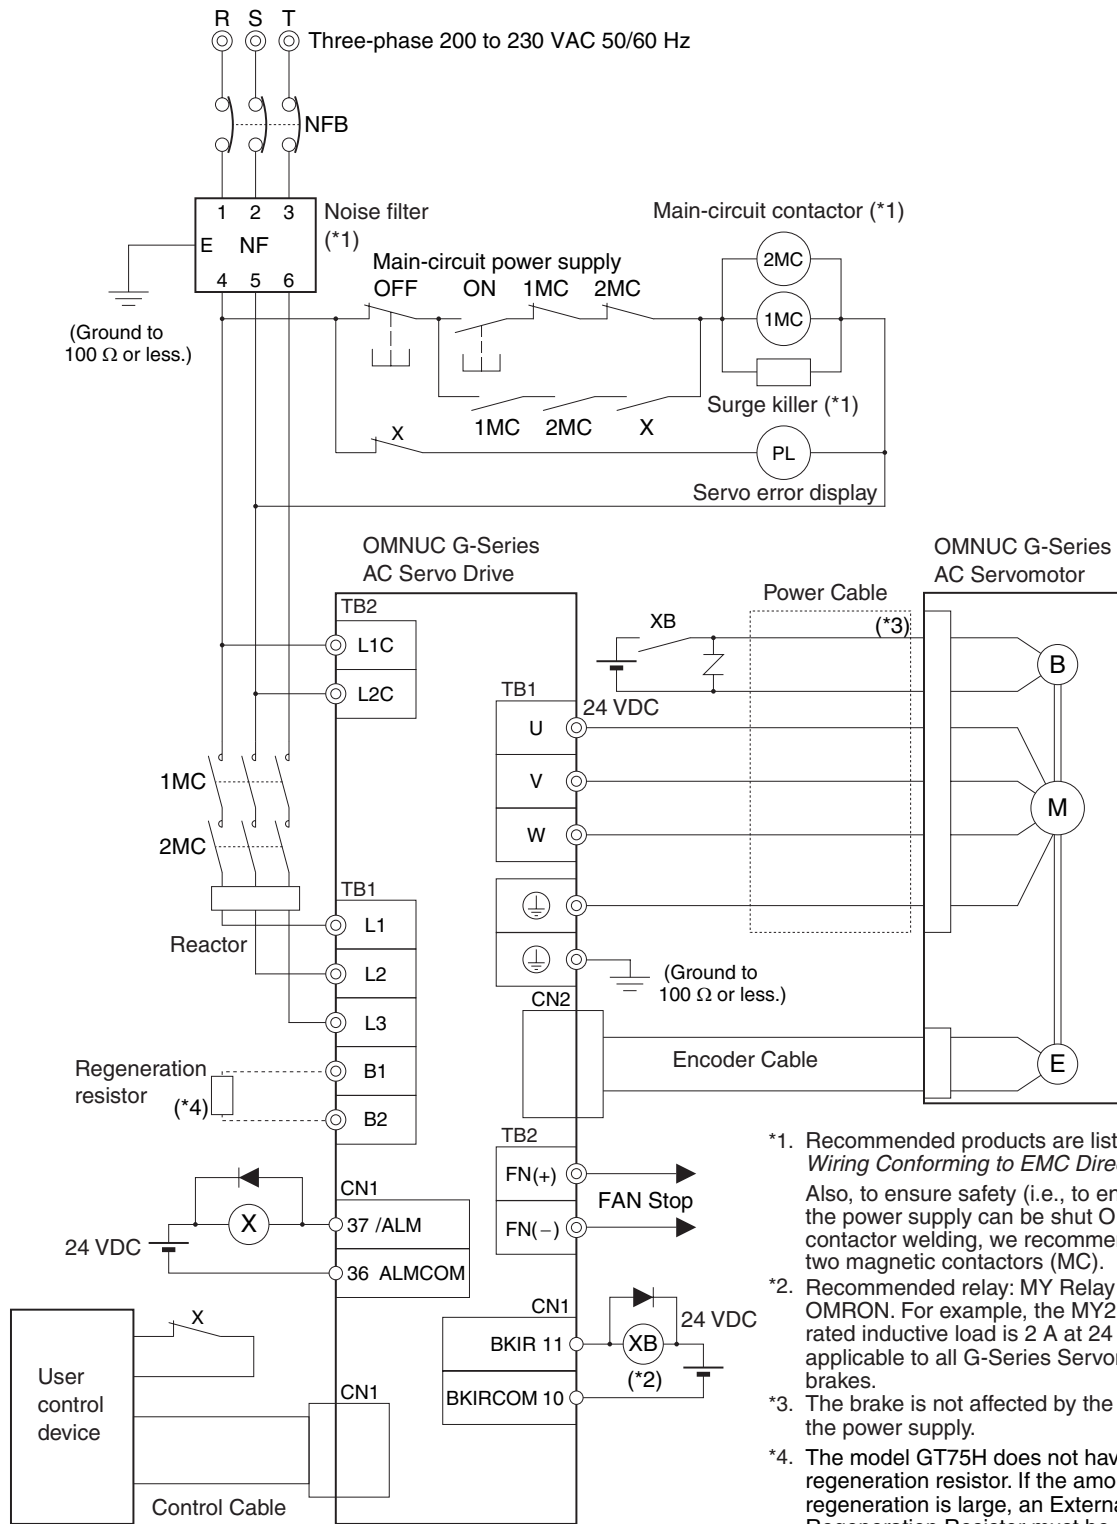 R S T
Three-phase 200 to 230 VAC 50/60 Hz
NFB
1 2 3
E NF
4 5 6
Noise filter
(*1)
(Ground to
100 Ω or less.)
Main-circuit contactor (*1)
2MC
1MC
Main-circuit power supply
OFF ON 1MC 2MC
Surge killer (*1)
1MC 2MC X
X
PL
Servo error display
OMNUC G-Series
AC Servo Drive
OMNUC G-Series
AC Servomotor
TB2
L1C
L2C
Power Cable
XB
(*3)
24 VDC
B
TB1
U
V
W
M
1MC
2MC
Reactor
TB1
L1
L2
L3
B1
B2
(Ground to
100 Ω or less.)
CN2
Encoder Cable
E
Regeneration
resistor
(*4)
TB2
FN(+)
FN(−)
FAN Stop
CN1
X
37 /ALM
24 VDC
36 ALMCOM
CN1
BKIR 11
XB
24 VDC
(*2)
BKIRCOM 10
X
User
control
device
CN1
Control Cable
*1. Recommended products are list
Wiring Conforming to EMC Direc
Also, to ensure safety (i.e., to en
the power supply can be shut O
contactor welding, we recommen
two magnetic contactors (MC).
*2. Recommended relay: MY Relay
OMRON. For example, the MY2
rated inductive load is 2 A at 24
applicable to all G-Series Servo
brakes.
*3. The brake is not affected by the
the power supply.
*4. The model GT75H does not hav
regeneration resistor. If the amo
regeneration is large, an Externa
Regeneration Resistor must be